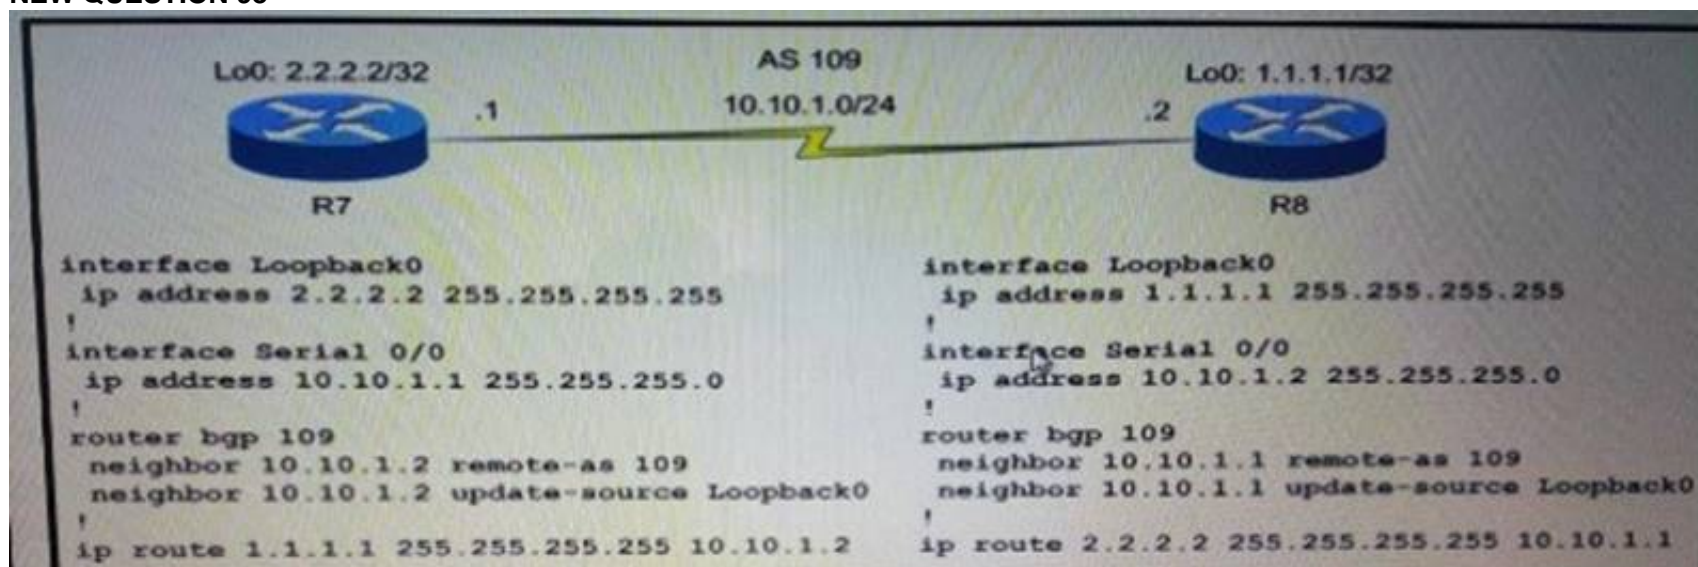 AS 109
Lo0: 2.2.2.2/32
Lo0: 1.1.1.1/32
.1
10.10.1.0/24
.2
R7
R8
interface Loopback0
ip address 2.2.2.2 255.255.255.255
!
interface Serial 0/0
ip address 10.10.1.1 255.255.255.0
!
router bgp 109
neighbor 10.10.1.2 remote-as 109
neighbor 10.10.1.2 update-source Loopback0
!
ip route 1.1.1.1 255.255.255.255 10.10.1.2
interface Loopback0
ip address 1.1.1.1 255.255.255.255
!
interface Serial 0/0
ip address 10.10.1.2 255.255.255.0
!
router bgp 109
neighbor 10.10.1.1 remote-as 109
neighbor 10.10.1.1 update-source Loopback0
!
ip route 2.2.2.2 255.255.255.255 10.10.1.1